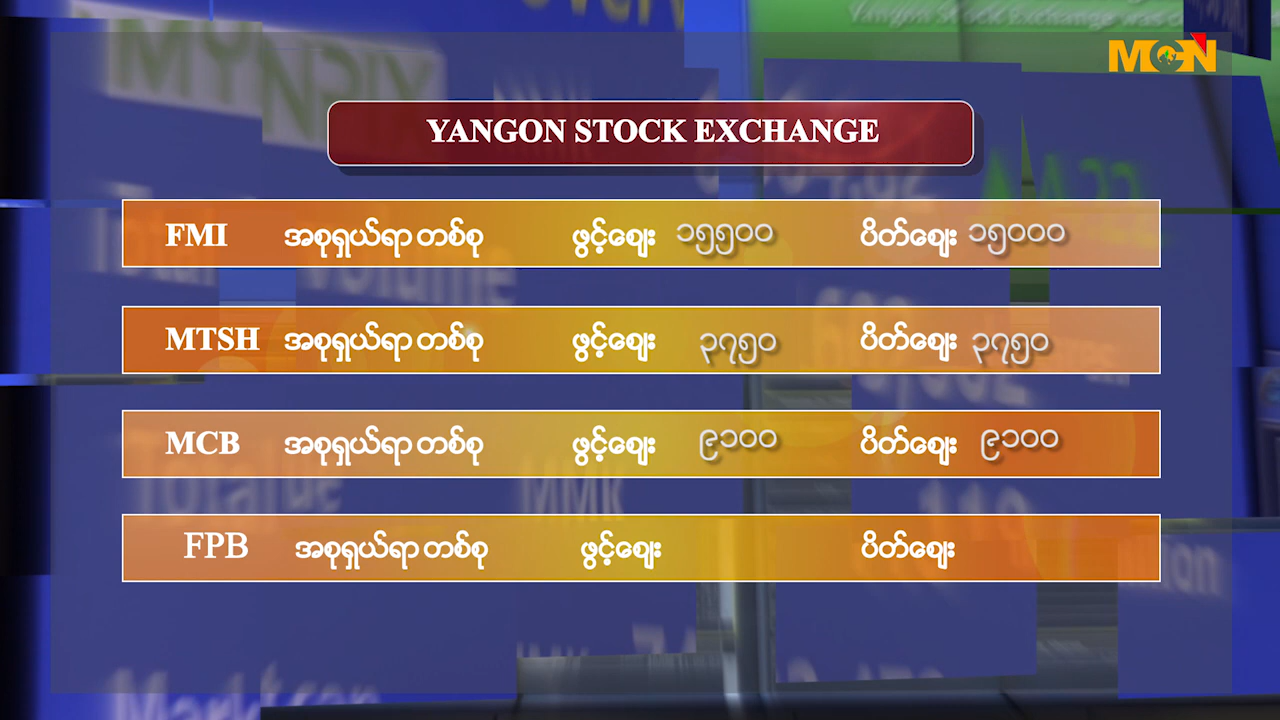 MGN
YANGON STOCK EXCHANGE
FMI အစုရှယ်ရာ တစ်စု ဖွင့်ဈေး ၁၅၅၀၀ ပိတ်ဈေး ၁၅၀၀၀
MTSH အစုရှယ်ရာ တစ်စု ဖွင့်ဈေး ၃၇၅၀ ပိတ်ဈေး ၃၇၅၀
MCB အစုရှယ်ရာ တစ်စု ဖွင့်ဈေး ၉၁၀၀ ပိတ်ဈေး ၉၁၀၀
FPB အစုရှယ်ရာ တစ်စု ဖွင့်ဈေး ပိတ်ဈေး